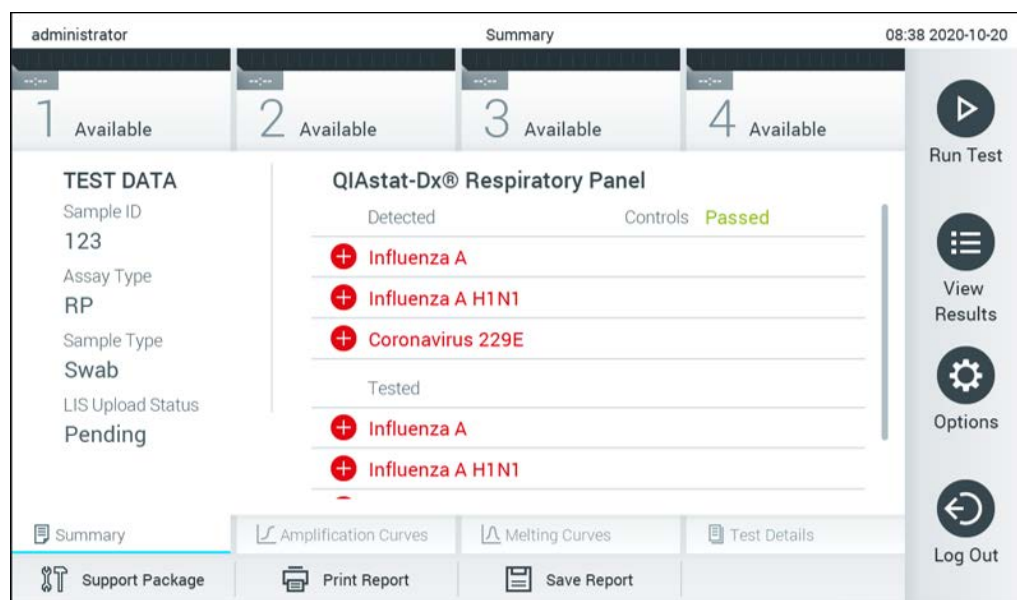 administrator Summary 08:38 2020-10-20
--:-- --:-- --:-- --:--
1 Available 2 Available 3 Available 4 Available
Run Test
TEST DATA
Sample ID
123
Assay Type
RP
Sample Type
Swab
LIS Upload Status
Pending
QIAstat-Dx® Respiratory Panel
Detected Controls Passed
Influenza A
Influenza A H1N1
Coronavirus 229E
Tested
Influenza A
Influenza A H1N1
View
Results
Options
Log Out
Summary Amplification Curves Melting Curves Test Details
Support Package Print Report Save Report